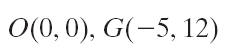 O(0, 0), G(−5, 12)